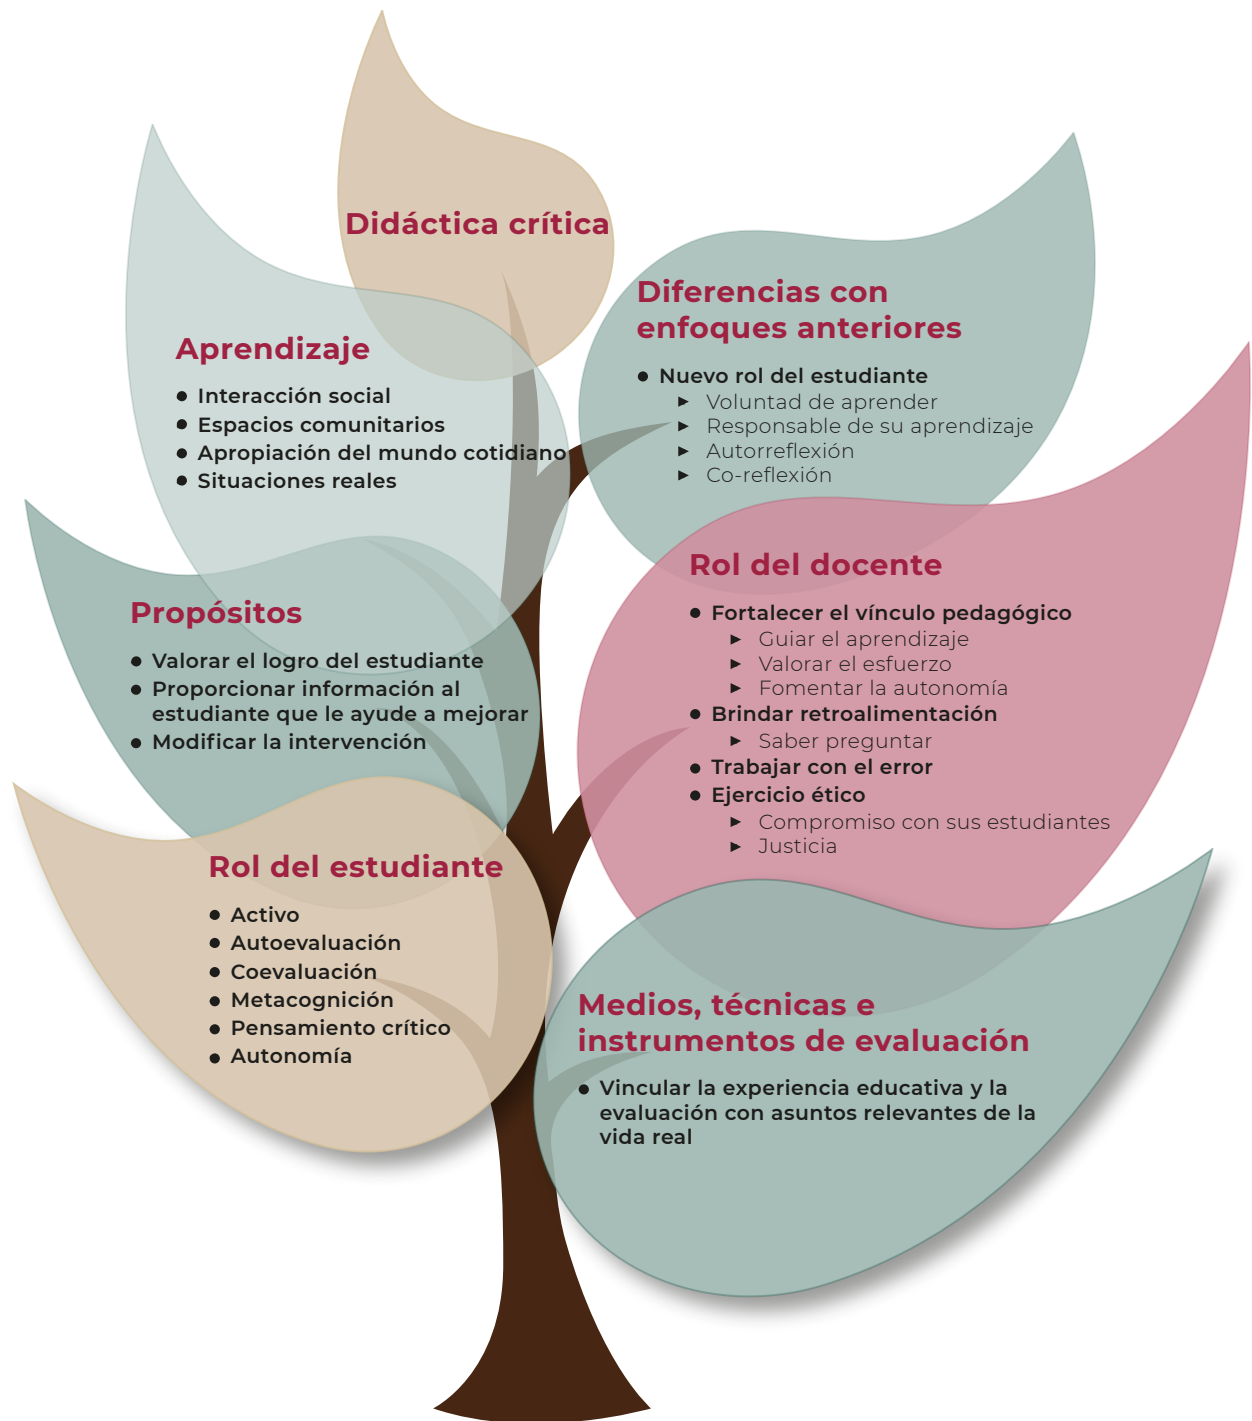 Didáctica crítica
Aprendizaje
● Interacción social
● Espacios comunitarios
● Apropiación del mundo cotidiano
● Situaciones reales
Diferencias con
enfoques anteriores
● Nuevo rol del estudiante
► Voluntad de aprender
► Responsable de su aprendizaje
► Autorreflexión
► Co-reflexión
Propósitos
● Valorar el logro del estudiante
● Proporcionar información al
estudiante que le ayude a mejorar
● Modificar la intervención
Rol del docente
● Fortalecer el vínculo pedagógico
► Guiar el aprendizaje
► Valorar el esfuerzo
► Fomentar la autonomía
● Brindar retroalimentación
► Saber preguntar
● Trabajar con el error
● Ejercicio ético
► Compromiso con sus estudiantes
► Justicia
Rol del estudiante
● Activo
● Autoevaluación
● Coevaluación
● Metacognición
● Pensamiento crítico
● Autonomía
Medios, técnicas e
instrumentos de evaluación
● Vincular la experiencia educativa y la
evaluación con asuntos relevantes de la
vida real